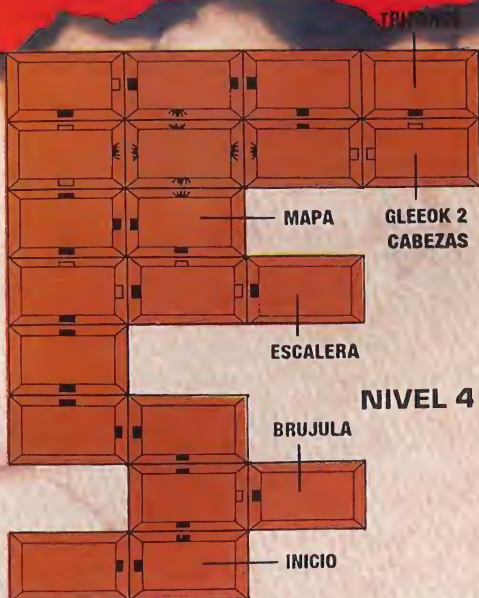 MAPA
GLEEOK 2
CABEZAS
ESCALERA
NIVEL 4
BRUJULA
INICIO